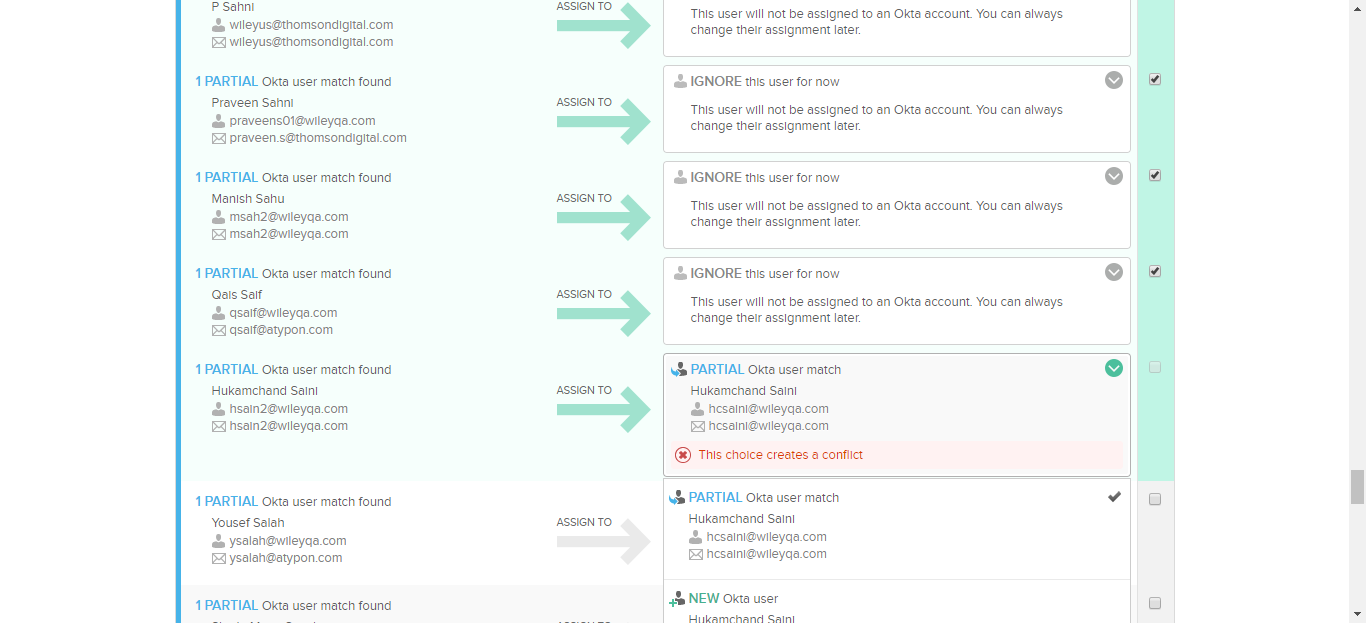 P Sahni
wileyus@thomsondigital.com
wileyus@thomsondigital.com
ASSIGN TO
This user will not be assigned to an Okta account. You can always
change their assignment later.
1 PARTIAL Okta user match found
Praveen Sahni
praveens01@wileyqa.com
praveen.s@thomsondigital.com
ASSIGN TO
IGNORE this user for now
This user will not be assigned to an Okta account. You can always
change their assignment later.
1 PARTIAL Okta user match found
Manish Sahu
msah2@wileyqa.com
msah2@wileyqa.com
ASSIGN TO
IGNORE this user for now
This user will not be assigned to an Okta account. You can always
change their assignment later.
1 PARTIAL Okta user match found
Qais Saif
qsaif@wileyqa.com
qsaif@atypon.com
ASSIGN TO
IGNORE this user for now
This user will not be assigned to an Okta account. You can always
change their assignment later.
1 PARTIAL Okta user match found
Hukamchand Saini
hsain2@wileyqa.com
hsain2@wileyqa.com
ASSIGN TO
PARTIAL Okta user match
Hukamchand Saini
hcsaini@wileyqa.com
hcsaini@wileyqa.com
This choice creates a conflict
1 PARTIAL Okta user match found
Yousef Salah
ysalah@wileyqa.com
ysalah@atypon.com
ASSIGN TO
PARTIAL Okta user match
Hukamchand Saini
hcsaini@wileyqa.com
hcsaini@wileyqa.com
1 PARTIAL Okta user match found
NEW Okta user
Hukamchand Saini